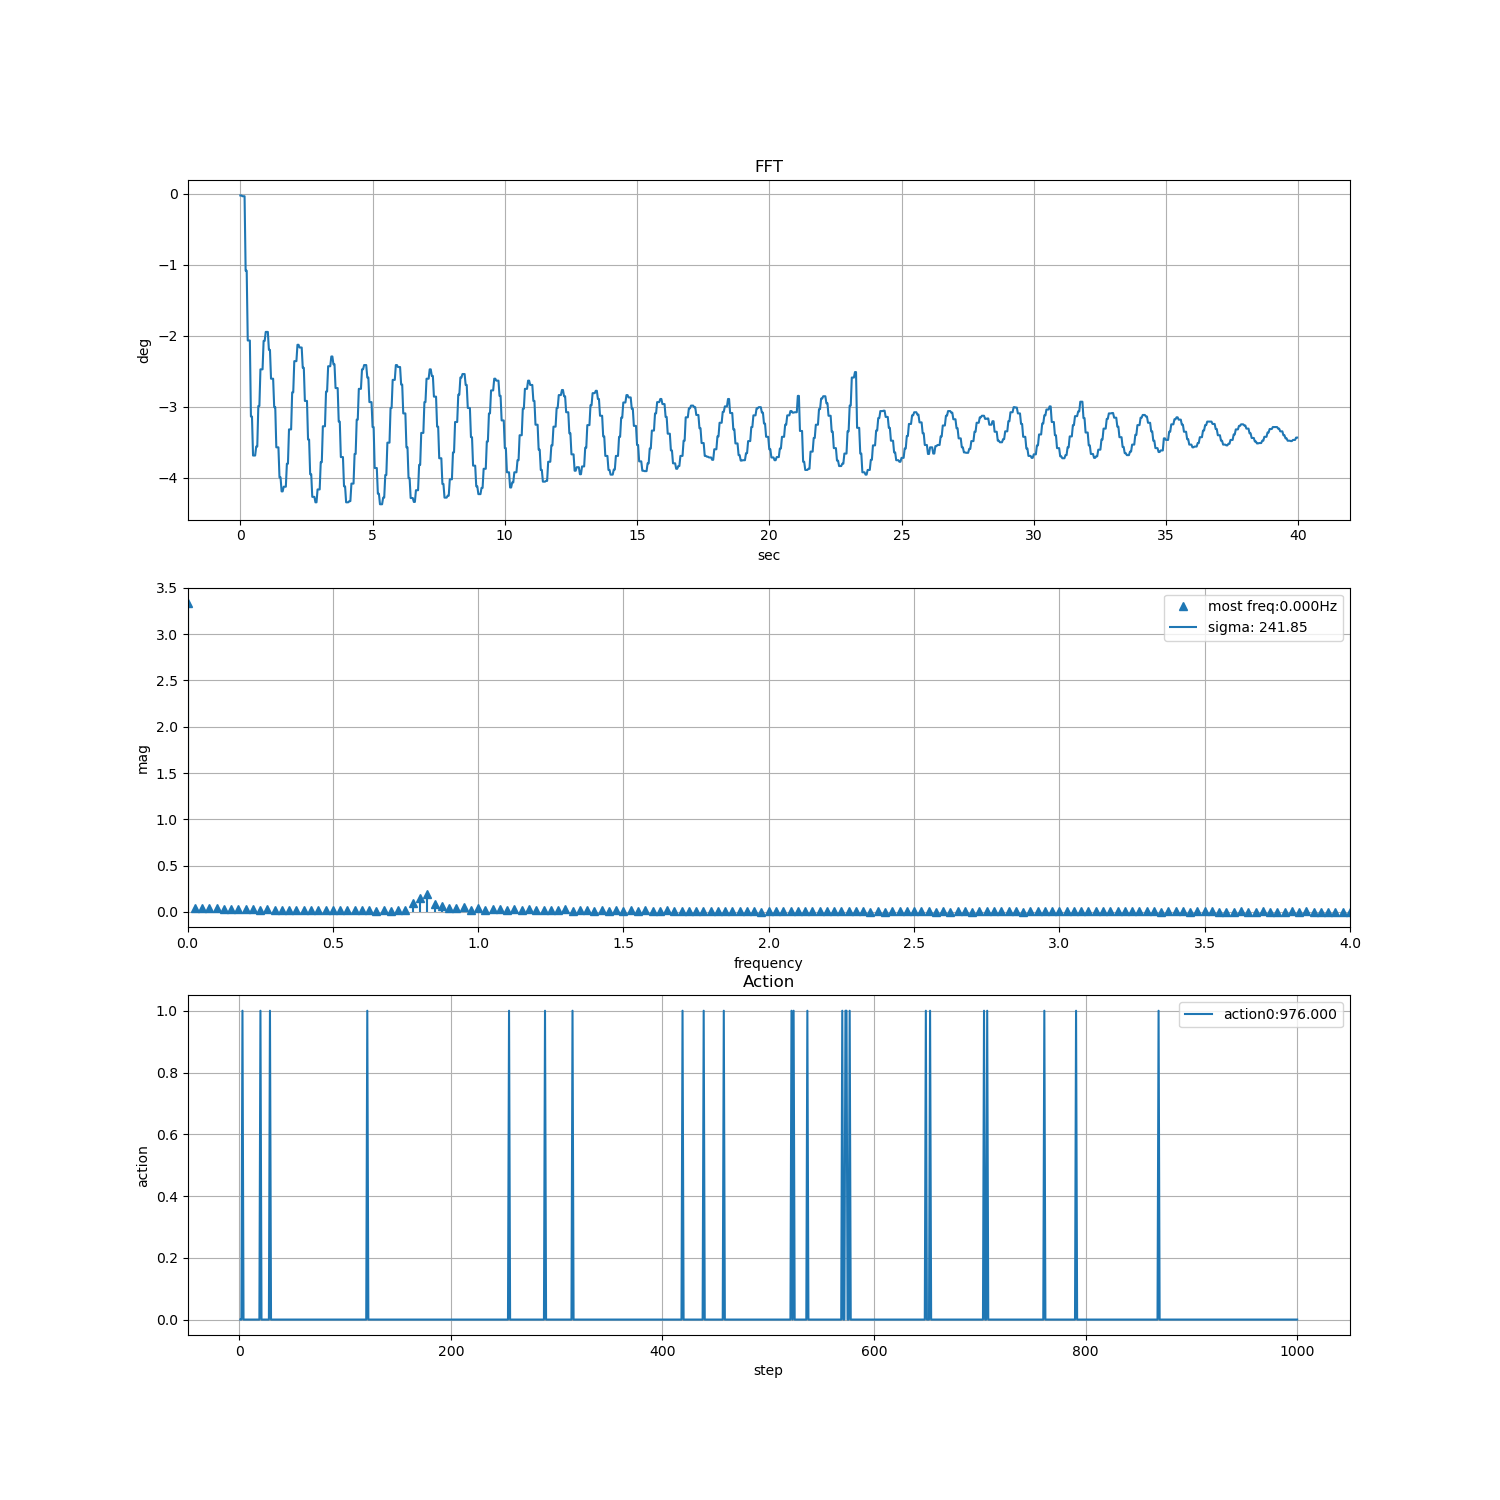 FFT
0
−1
−2
−3
−4
deg
0 5 10 15 20 25 30 35 40
sec
3.5
3.0
2.5
2.0
1.5
1.0
0.5
0.0
mag
most freq:0.000Hz
sigma: 241.85
0.0 0.5 1.0 1.5 2.0 2.5 3.0 3.5 4.0
frequency
Action
1.0
0.8
0.6
0.4
0.2
0.0
action
action0:976.000
0 200 400 600 800 1000
step